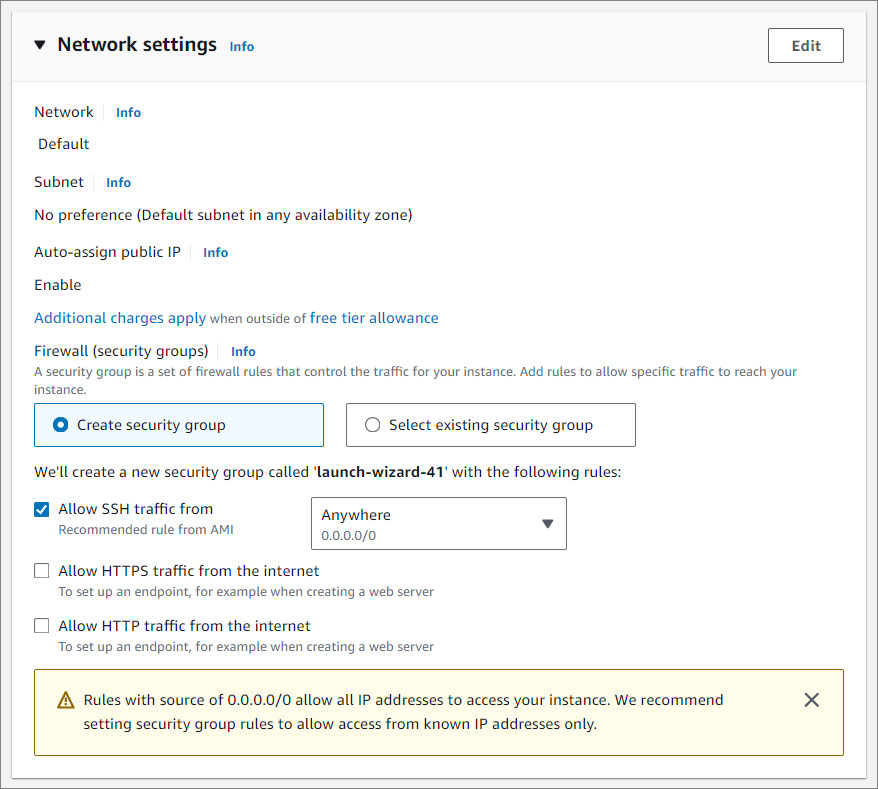 Network settings Info Edit
Network Info
Default
Subnet Info
No preference (Default subnet in any availability zone)
Auto-assign public IP Info
Enable
Additional charges apply when outside of free tier allowance
Firewall (security groups) Info
A security group is a set of firewall rules that control the traffic for your instance. Add rules to allow specific traffic to reach your
instance.
Create security group Select existing security group
We'll create a new security group called 'launch-wizard-41' with the following rules:
Allow SSH traffic from Anywhere
Recommended rule from AMI 0.0.0.0/0
Allow HTTPS traffic from the internet
To set up an endpoint, for example when creating a web server
Allow HTTP traffic from the internet
To set up an endpoint, for example when creating a web server
Rules with source of 0.0.0.0/0 allow all IP addresses to access your instance. We recommend
setting security group rules to allow access from known IP addresses only.